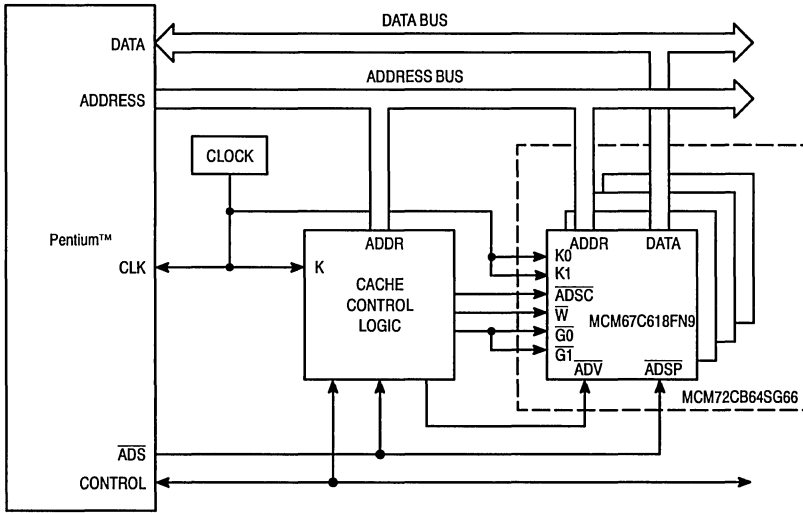 DATA BUS
DATA
ADDRESS BUS
ADDRESS
CLOCK
Pentium™
ADDR
ADDR DATA
CLK
K
CACHE
CONTROL
LOGIC
K0
K1
ADSC
W
G0
G1
MCM67C618FN9
ADV ADSP
MCM72CB64SG66
ADS
CONTROL